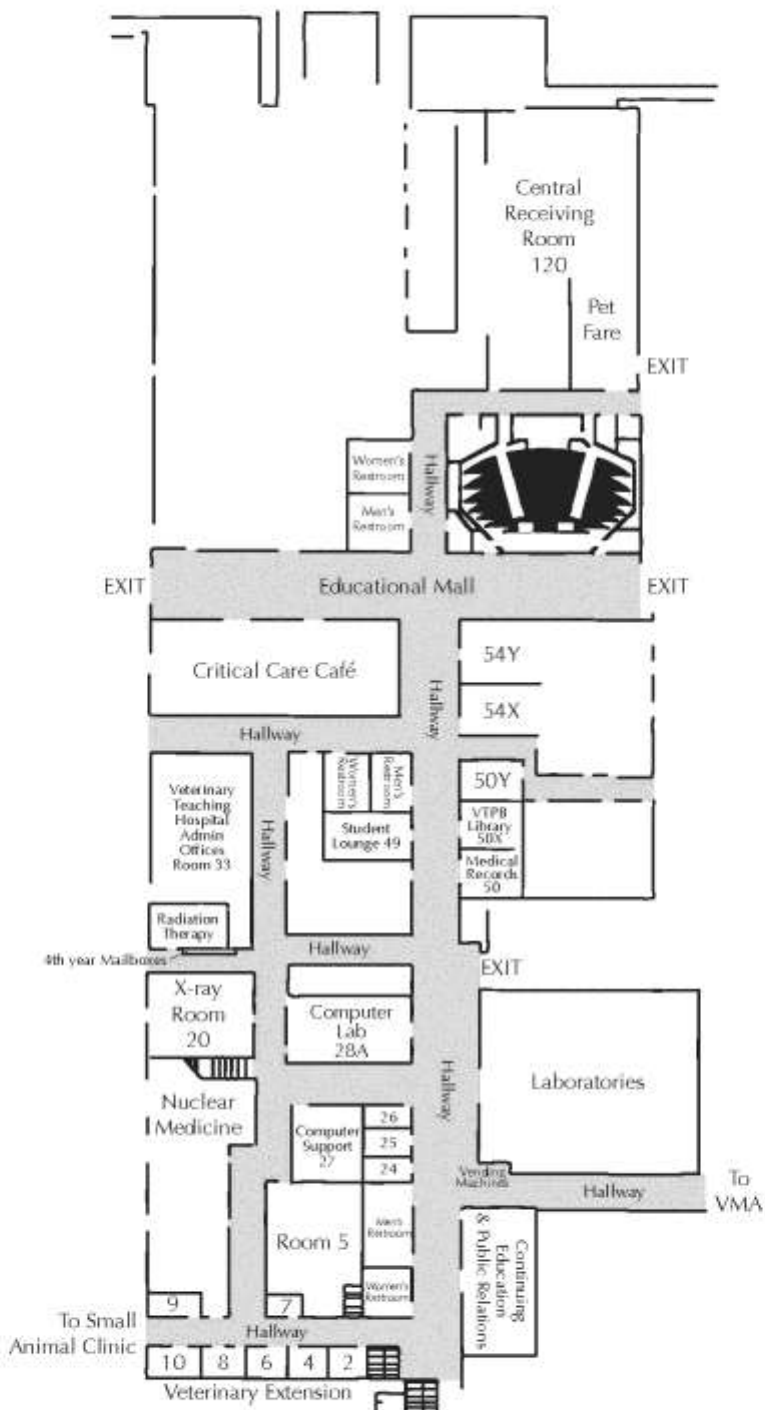 Central
Receiving
Room
120
Pet
Fare
EXIT
Women's
Restroom
Hallway
Men's
Restroom
EXIT
Educational Mall
EXIT
Critical Care Café
54Y
Hallway
54X
Hallway
Veterinary
Teaching
Hospital
Admin
Offices
Room 33
Women's
Restroom
Men's
Restroom
50Y
Student
Lounge 49
VTPB
Library
50X
Hallway
Medical
Records
50
Radiation
Therapy
Hallway
4th year Mailboxes
EXIT
X-ray
Room
20
Computer
Lab
28A
Hallway
Laboratories
Nuclear
Medicine
Computer
Support
27
26
25
24
Vending
Machines
Hallway
To
VMA
Room 5
Men's
Restroom
Continuing
Education
& Public Relations
Women's
Restroom
9
7
To Small
Animal Clinic
Hallway
10
8
6
4
2
Veterinary Extension